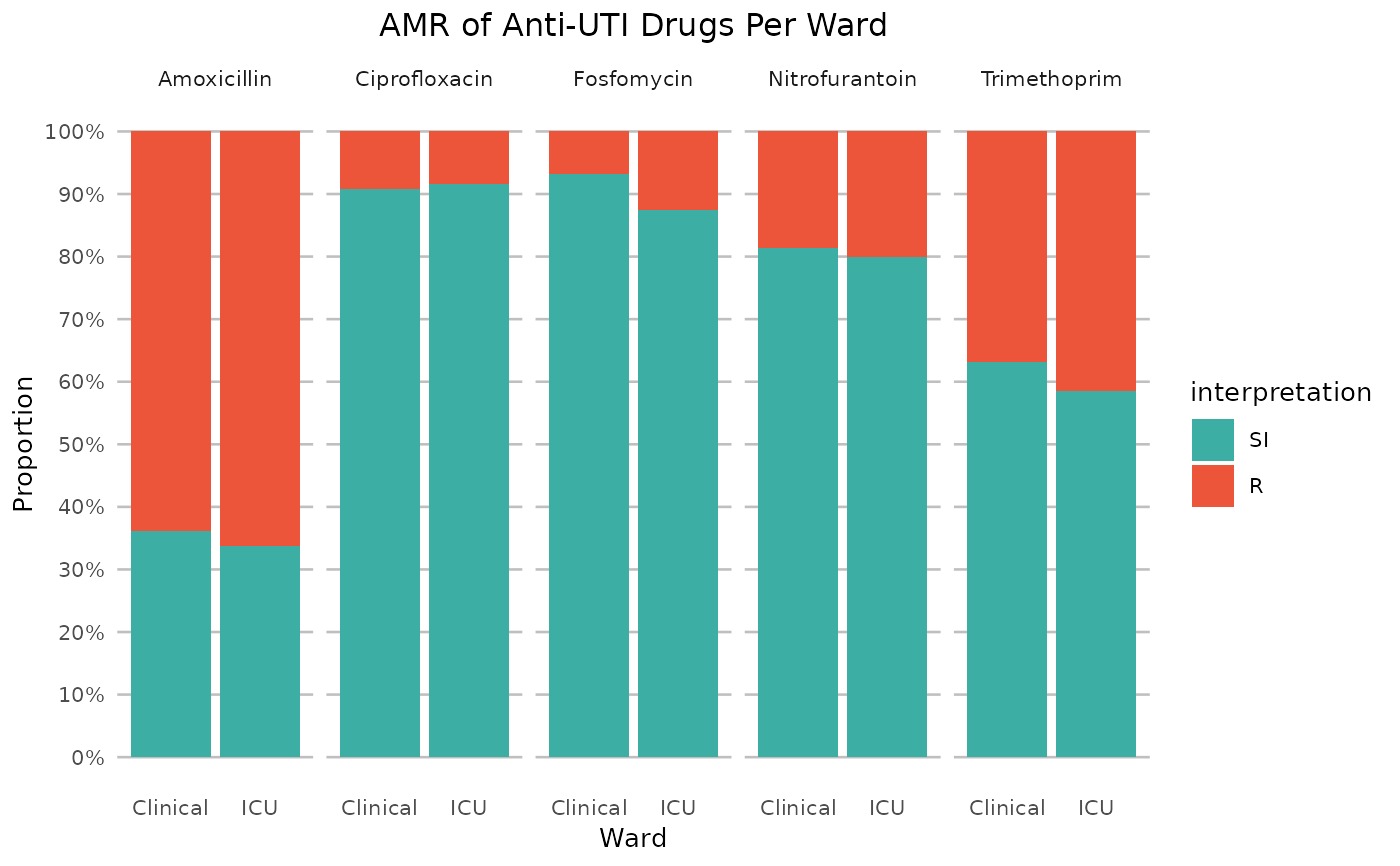 AMR of Anti-UTI Drugs Per Ward
Amoxicillin Ciprofloxacin Fosfomycin Nitrofurantoin Trimethoprim
100%
90%
80%
70%
60%
50%
40%
30%
20%
10%
0%
Proportion
interpretation
SI
R
Clinical ICU Clinical ICU Clinical ICU Clinical ICU Clinical ICU
Ward